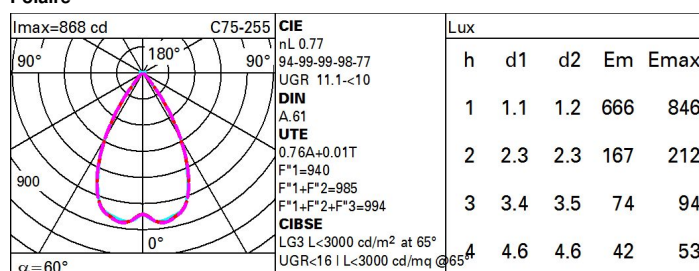 Polaire
Imax=868 cd C75-255
90° 180° 90°
900
0°
α=60°
CIE
nL 0.77
94-99-99-98-77
UGR 11.1-<10
DIN
A.61
UTE
0.76A+0.01T
F"1=940
F"1+F"2=985
F"1+F"2+F"3=994
CIBSE
LG3 L<3000 cd/m² at 65°
UGR<16 | L<3000 cd/mq @65°
Lux
h d1 d2 Em Emax
1 1.1 1.2 666 846
2 2.3 2.3 167 212
3 3.4 3.5 74 94
4 4.6 4.6 42 53